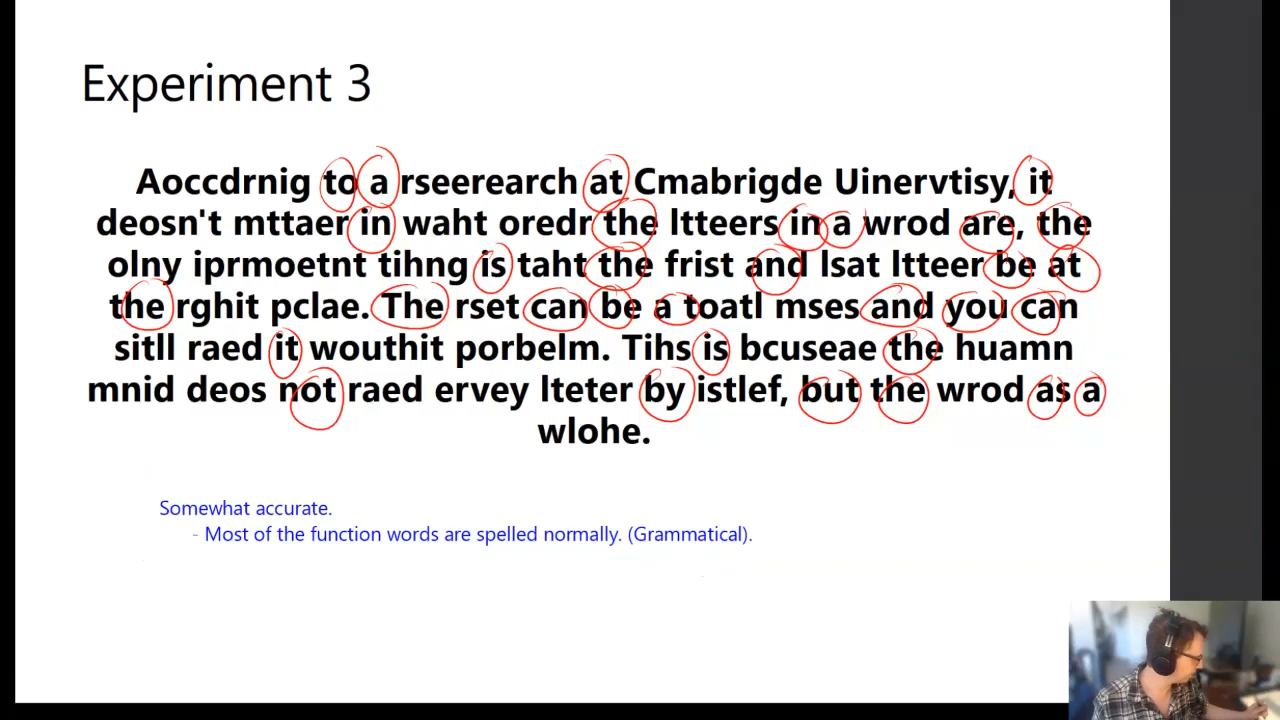 Experiment 3
Aoccdrnig to a rseerearch at Cmabrigde Uinervtisy, it
deosn't mttaer in waht oredr the ltteers in a wrod are, the
olny iprmoetnt tihng is taht the frist and lsat ltteer be at
the rghit pclae. The rset can be a toatl mses and you can
sitll raed it wouthit porbelm. Tihs is bcuseae the huamn
mnid deos not raed ervey lteter by istlef, but the wrod as a
wlohe.
Somewhat accurate.
- Most of the function words are spelled normally. (Grammatical).